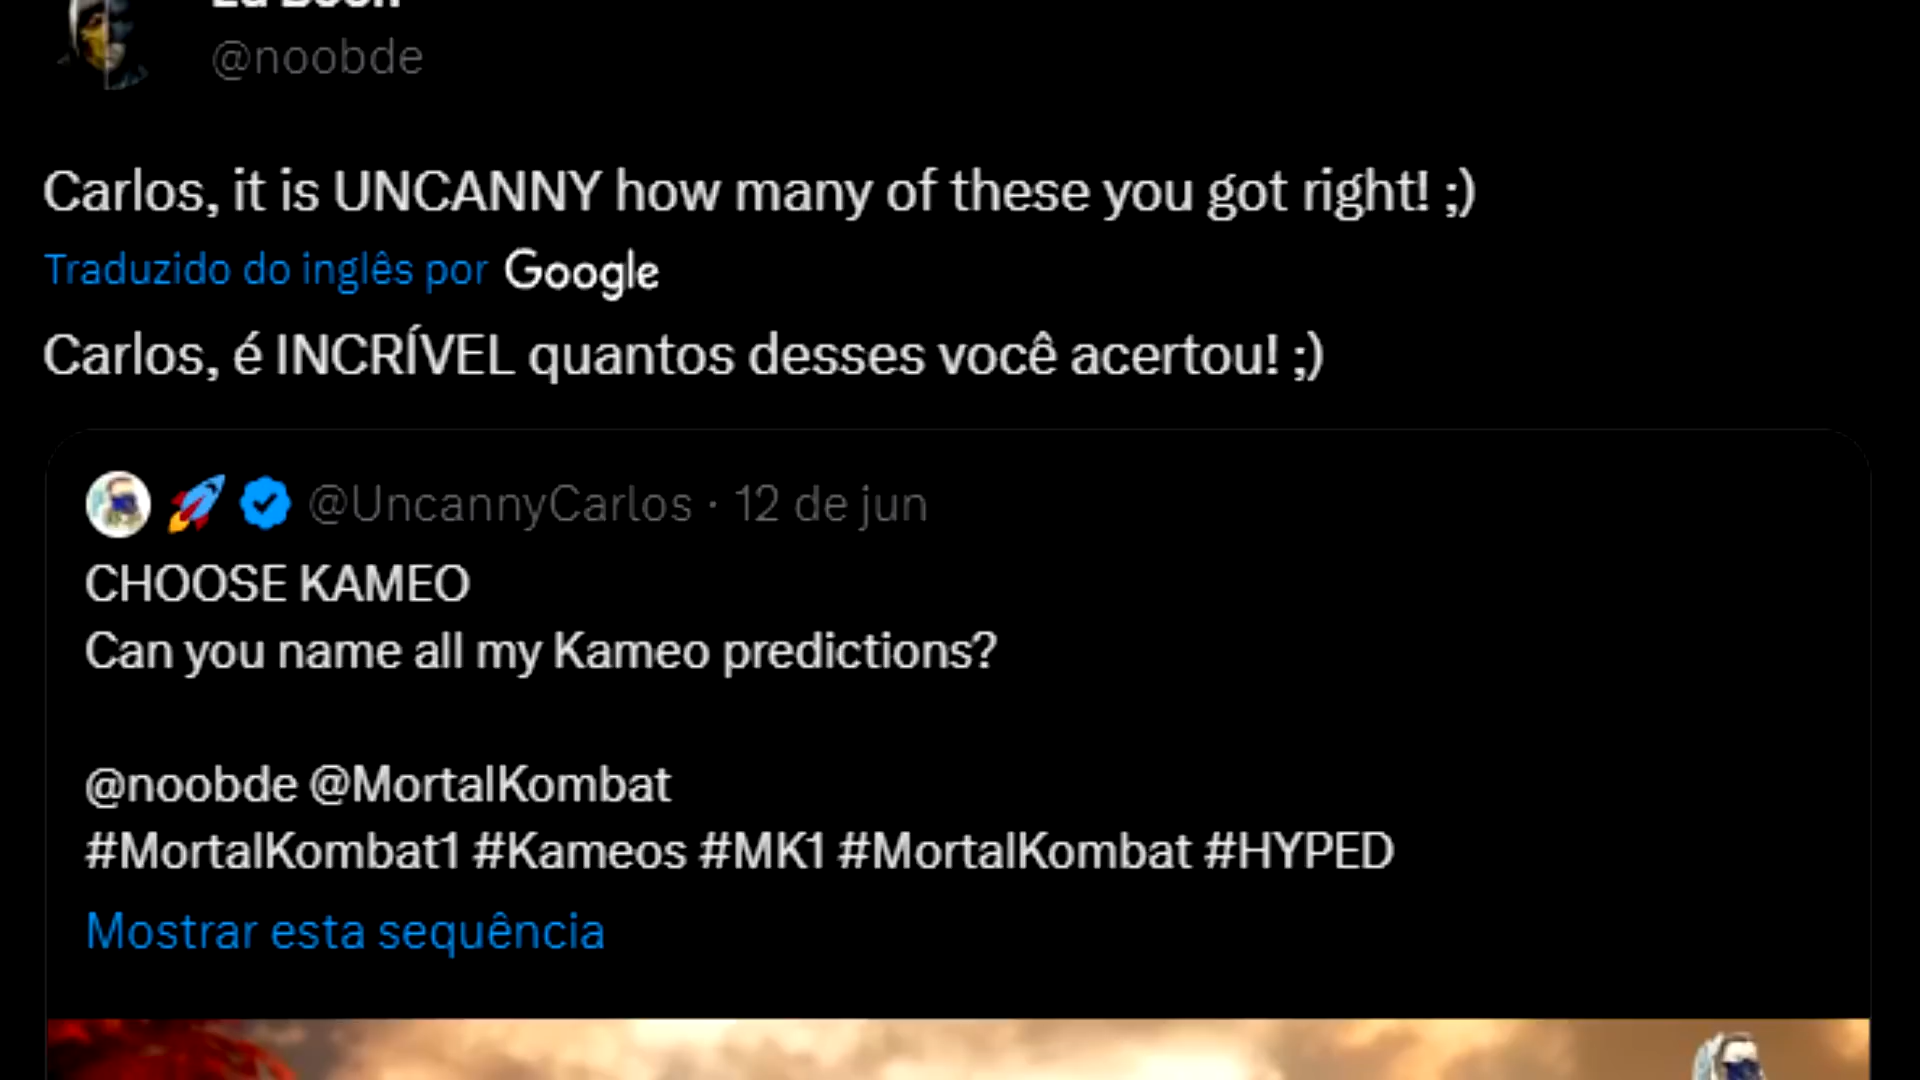 Ed Boon
@noobde
Carlos, it is UNCANNY how many of these you got right! ;)
Traduzido do inglês por Google
Carlos, é INCRÍVEL quantos desses você acertou! ;)
@UncannyCarlos · 12 de jun
CHOOSE KAMEO
Can you name all my Kameo predictions?
@noobde @MortalKombat
#MortalKombat1 #Kameos #MK1 #MortalKombat #HYPED
Mostrar esta sequência